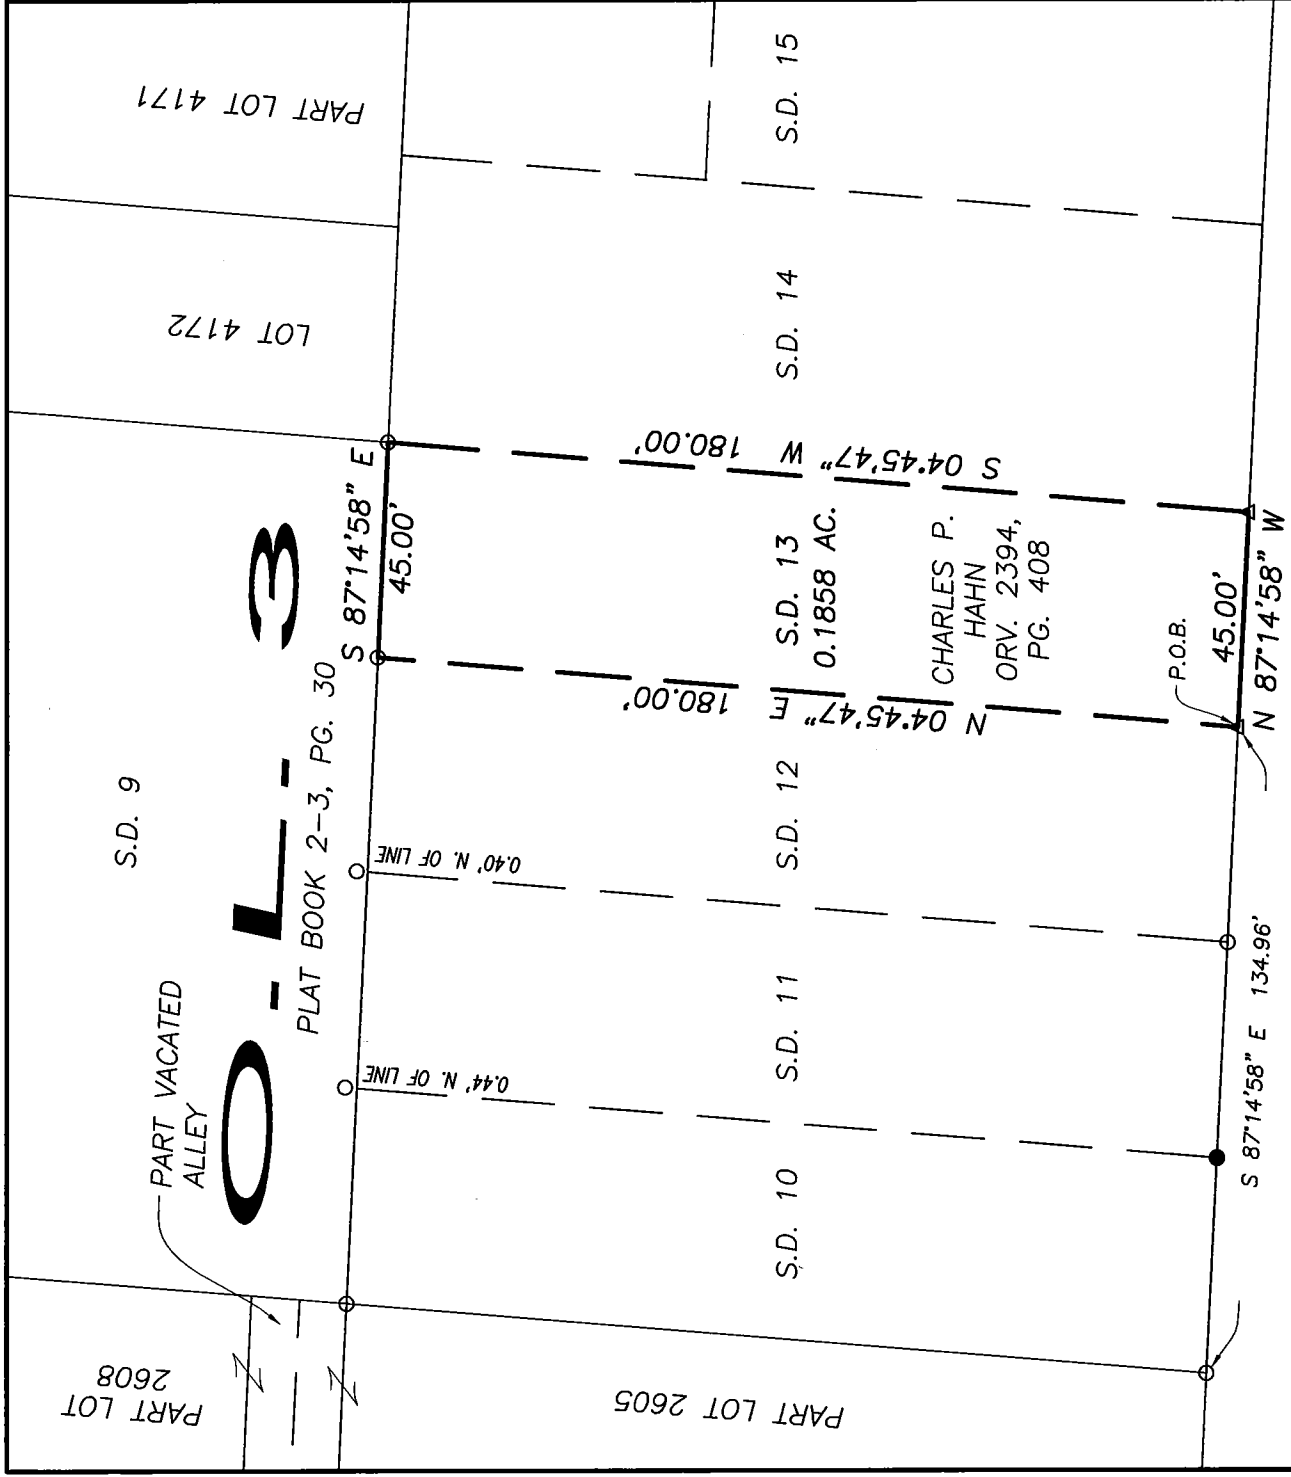 PART LOT 4171
LOT 4172
S.D. 15
S.D. 14
S 87°14'58" E
45.00'
S 04°45'47" W 180.00'
S.D. 13
0.1858 AC.
CHARLES P.
HAHN
ORV. 2394,
PG. 408
N 04°45'47" E 180.00'
P.O.B.
45.00'
N 87°14'58" W
S.D. 9
O - L - 3
PLAT BOOK 2-3, PG. 30
PART VACATED
ALLEY
0.40' N. OF LINE
S.D. 12
0.44' N. OF LINE
S.D. 11
S.D. 10
S 87°14'58" E 134.96'
PART LOT
2608
PART LOT 2605